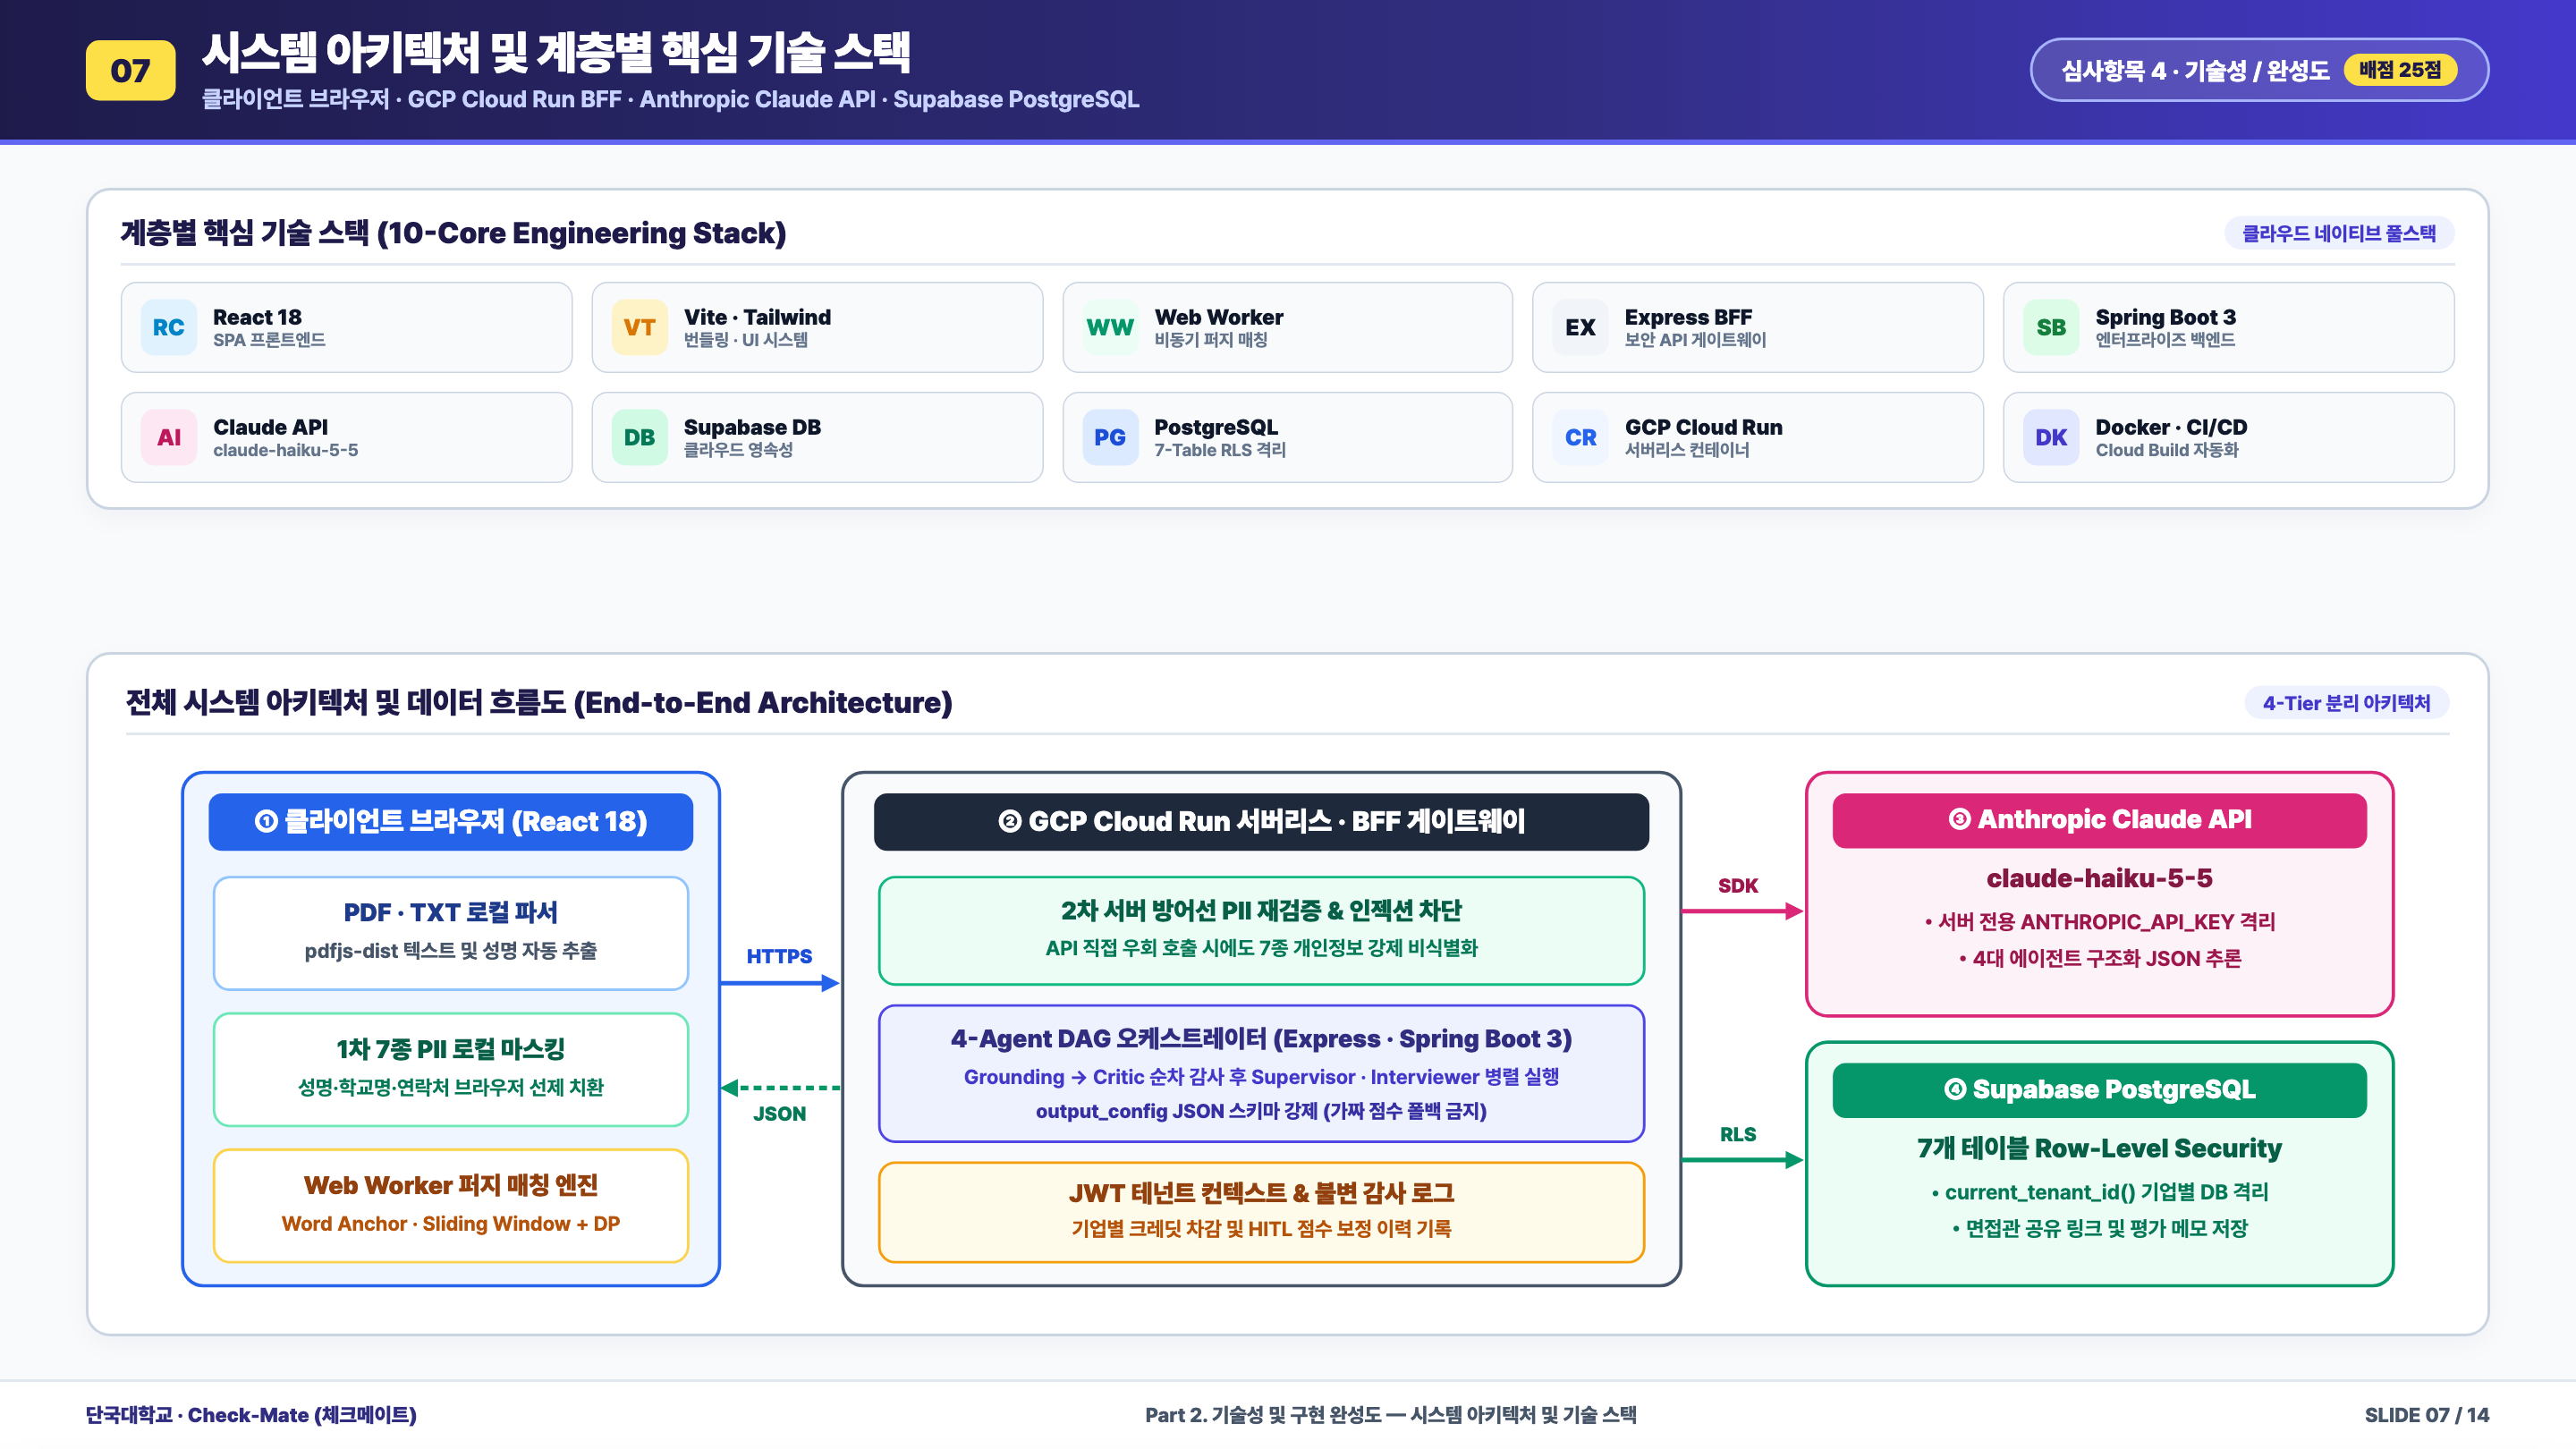 07
시스템 아키텍처 및 계층별 핵심 기술 스택
클라이언트 브라우저 · GCP Cloud Run BFF · Anthropic Claude API · Supabase PostgreSQL
심사항목 4 · 기술성 / 완성도 배점 25점
계층별 핵심 기술 스택 (10-Core Engineering Stack)
클라우드 네이티브 풀스택
RC
React 18
SPA 프론트엔드
VT
Vite · Tailwind
번들링 · UI 시스템
WW
Web Worker
비동기 퍼지 매칭
EX
Express BFF
보안 API 게이트웨이
SB
Spring Boot 3
엔터프라이즈 백엔드
AI
Claude API
claude-haiku-5-5
DB
Supabase DB
클라우드 영속성
PG
PostgreSQL
7-Table RLS 격리
CR
GCP Cloud Run
서버리스 컨테이너
DK
Docker · CI/CD
Cloud Build 자동화
전체 시스템 아키텍처 및 데이터 흐름도 (End-to-End Architecture)
4-Tier 분리 아키텍처
① 클라이언트 브라우저 (React 18)
PDF · TXT 로컬 파서
pdfjs-dist 텍스트 및 성명 자동 추출
1차 7종 PII 로컬 마스킹
성명·학교명·연락처 브라우저 선제 치환
Web Worker 퍼지 매칭 엔진
Word Anchor · Sliding Window + DP
HTTPS
JSON
② GCP Cloud Run 서버리스 · BFF 게이트웨이
2차 서버 방어선 PII 재검증 & 인젝션 차단
API 직접 우회 호출 시에도 7종 개인정보 강제 비식별화
4-Agent DAG 오케스트레이터 (Express · Spring Boot 3)
Grounding → Critic 순차 감사 후 Supervisor · Interviewer 병렬 실행
output_config JSON 스키마 강제 (가짜 점수 폴백 금지)
JWT 테넌트 컨텍스트 & 불변 감사 로그
기업별 크레딧 차감 및 HITL 점수 보정 이력 기록
SDK
RLS
③ Anthropic Claude API
claude-haiku-5-5
• 서버 전용 ANTHROPIC_API_KEY 격리
• 4대 에이전트 구조화 JSON 추론
④ Supabase PostgreSQL
7개 테이블 Row-Level Security
• current_tenant_id() 기업별 DB 격리
• 면접관 공유 링크 및 평가 메모 저장
단국대학교 · Check-Mate (체크메이트)
Part 2. 기술성 및 구현 완성도 — 시스템 아키텍처 및 기술 스택
SLIDE 07 / 14